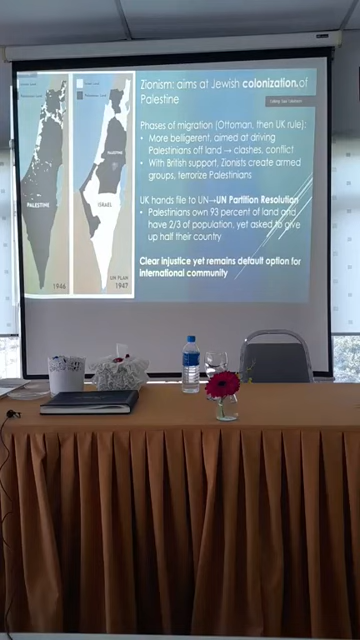 Zionism: aims at Jewish colonization of
Palestine
Phases of migration (Ottoman, then UK rule):
• More belligerent, aimed at driving
Palestinians off land → clashes, conflict
• With British support, Zionists create armed
groups, terrorize Palestinians
UK hands file to UN→UN Partition Resolution
• Palestinians own 93 percent of land and
have 2/3 of population, yet asked to give
up half their country
Clear injustice yet remains default option for
international community
PALESTINE
1946
PALESTINE
ISRAEL
UN PLAN
1947